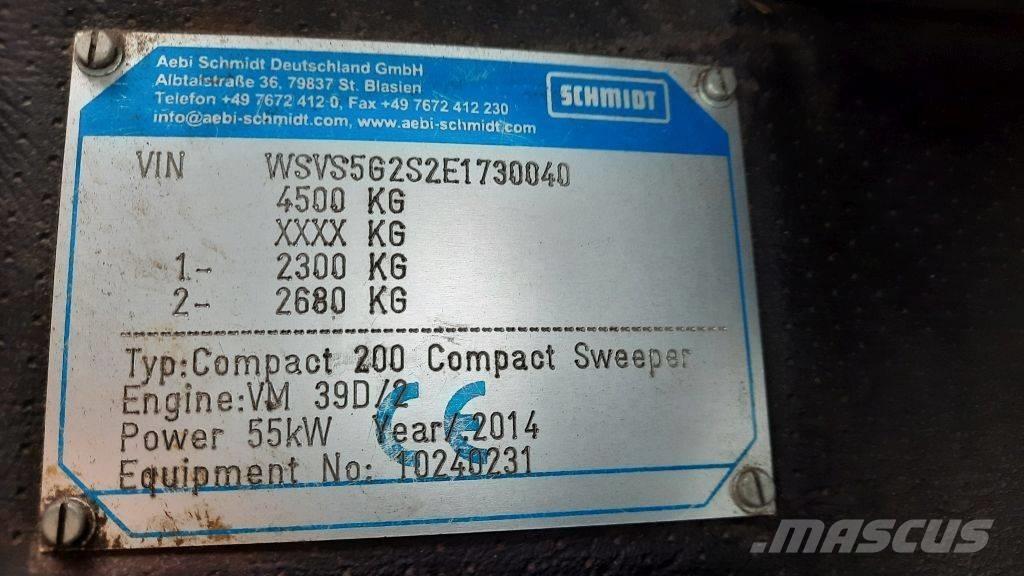 Aebi Schmidt Deutschland GmbH
Albtalstraße 36, 79837 St. Blasien
Telefon +49 7672 412-0, Fax +49 7672 412 230
info@aebi-schmidt.com, www.aebi-schmidt.com
SCHMIDT
VIN WSVS5G2S2E1730040
4500 KG
XXXX KG
1- 2300 KG
2- 2680 KG
Typ:Compact 200 Compact Sweeper
Engine:VM 39D/2
Power 55kW Year/.2014
Equipment No: 10240231
CE
MASCUS